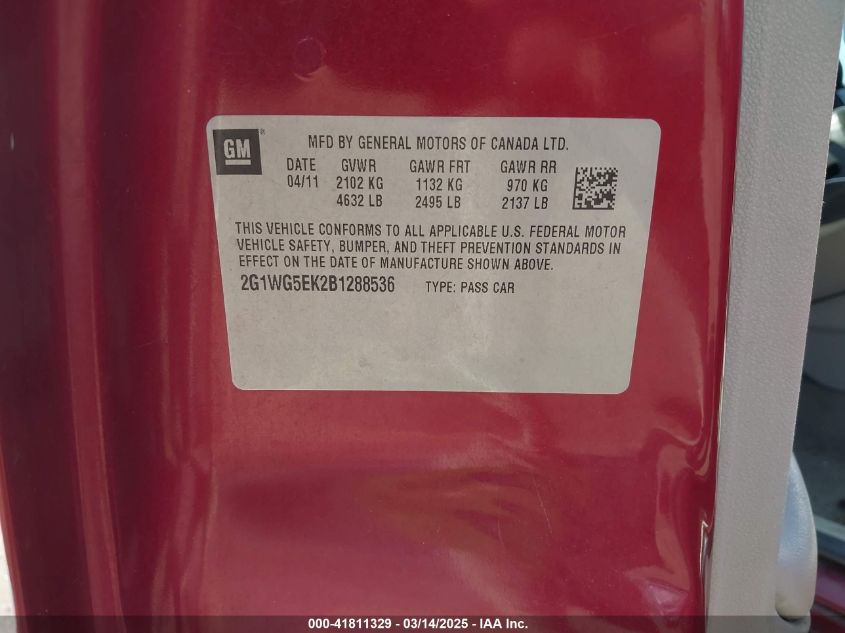 GM ® MFD BY GENERAL MOTORS OF CANADA LTD.
DATE GVWR GAWR FRT GAWR RR
04/11 2102 KG 1132 KG 970 KG
4632 LB 2495 LB 2137 LB
THIS VEHICLE CONFORMS TO ALL APPLICABLE U.S. FEDERAL MOTOR
VEHICLE SAFETY, BUMPER, AND THEFT PREVENTION STANDARDS IN
EFFECT ON THE DATE OF MANUFACTURE SHOWN ABOVE.
2G1WG5EK2B1288536 TYPE: PASS CAR
000-41811329 - 03/14/2025 - IAA Inc.